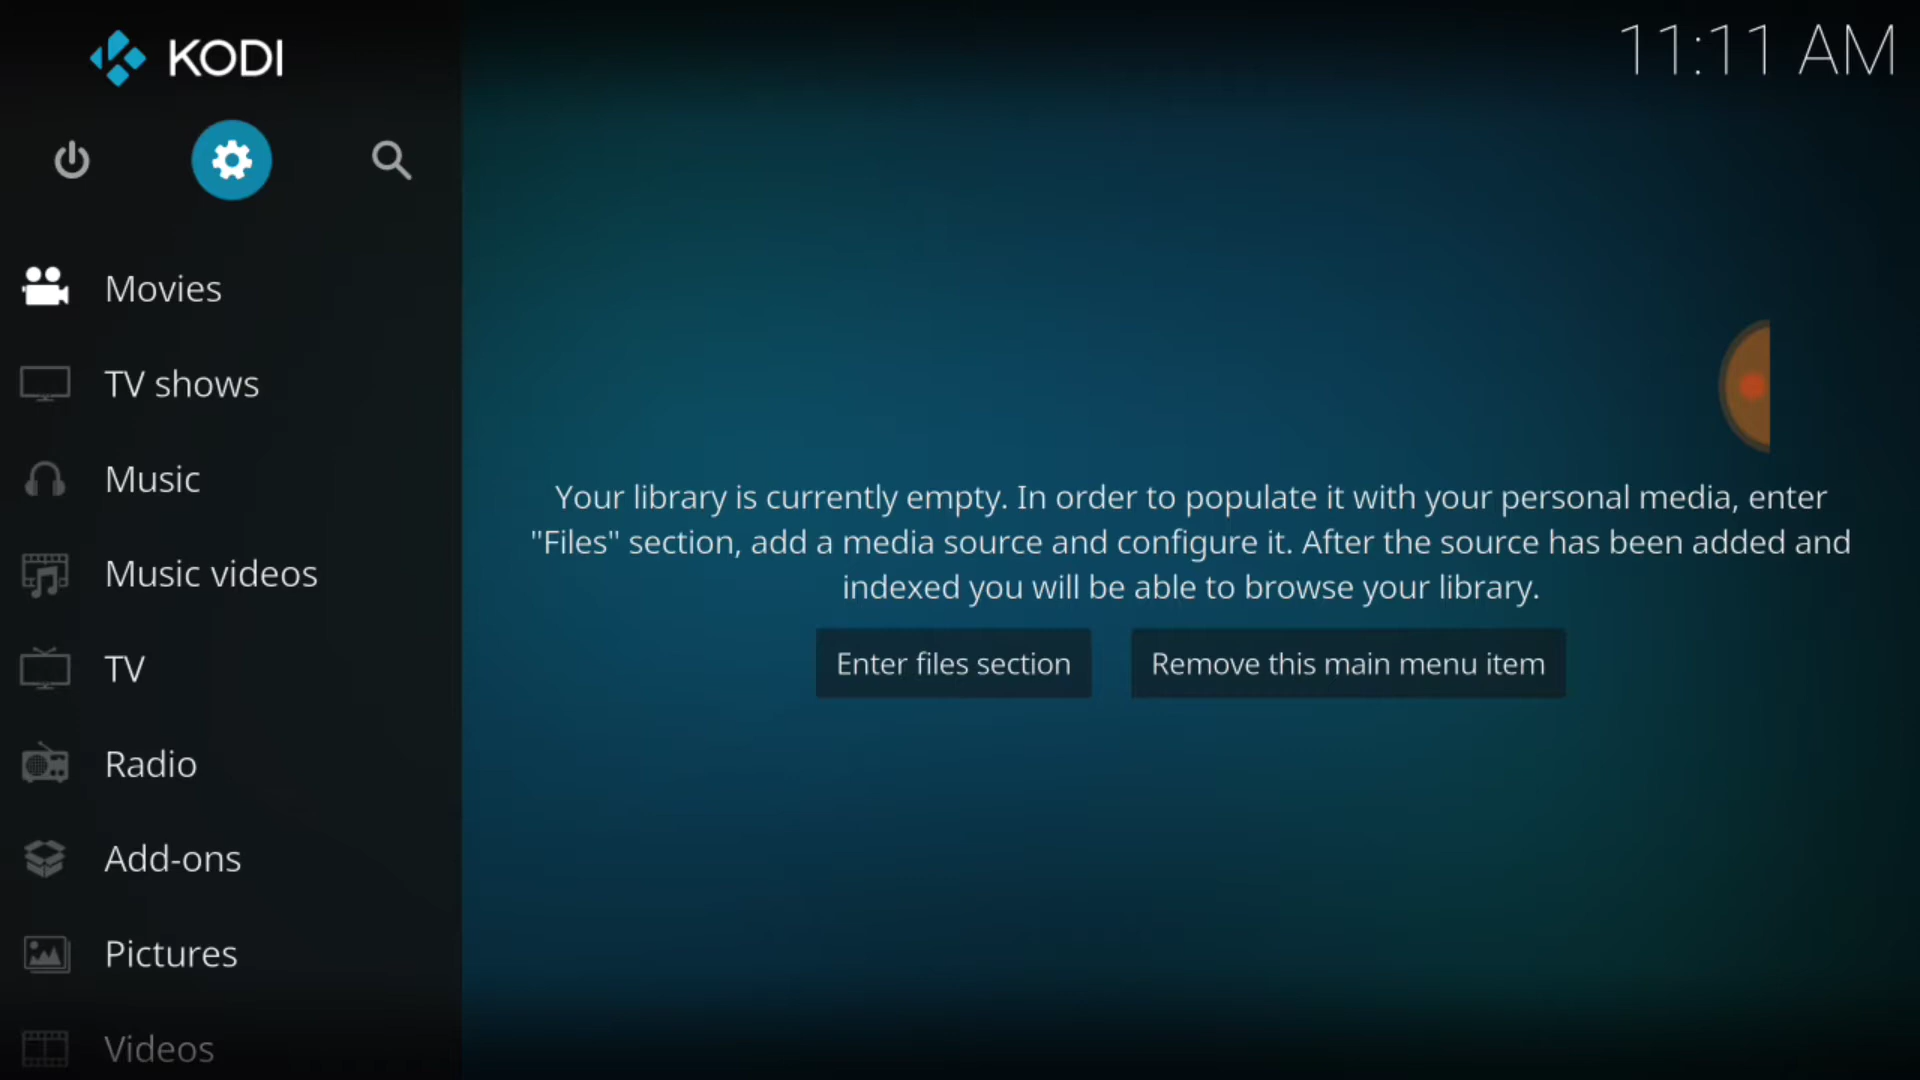 KODI
11:11 AM
Movies
TV shows
Music
Music videos
TV
Radio
Add-ons
Pictures
Videos
Your library is currently empty. In order to populate it with your personal media, enter
"Files" section, add a media source and configure it. After the source has been added and
indexed you will be able to browse your library.
Enter files section
Remove this main menu item